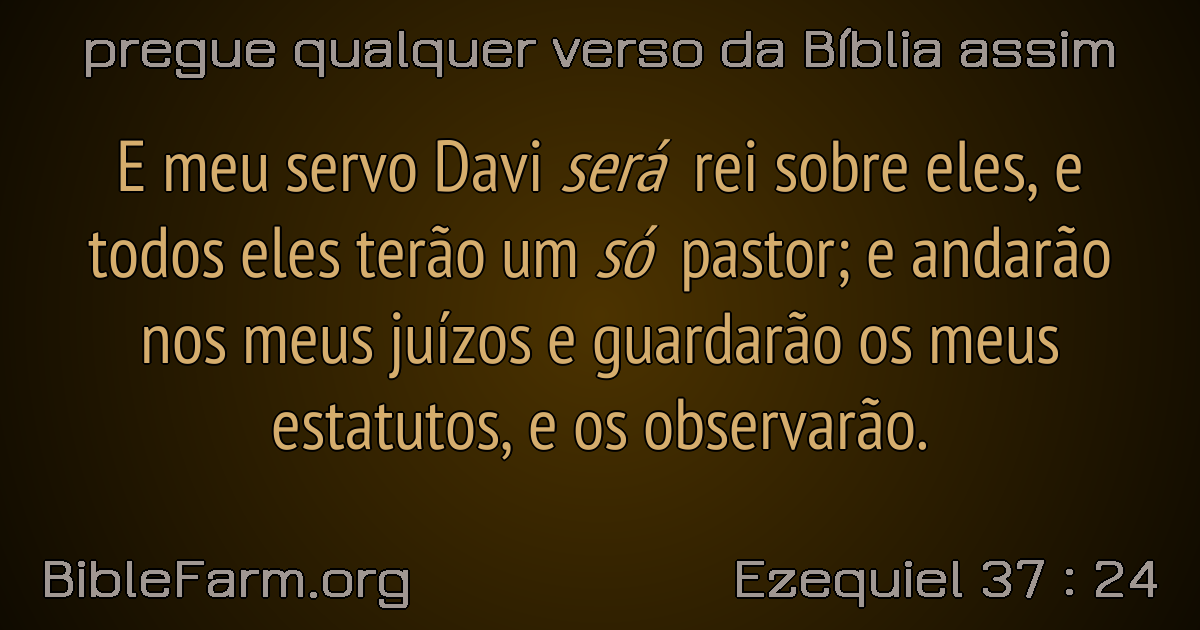 pregue qualquer verso da Bíblia assim
E meu servo Davi será rei sobre eles, e
todos eles terão um só pastor; e andarão
nos meus juízos e guardarão os meus
estatutos, e os observarão.
BibleFarm.org
Ezequiel 37 : 24